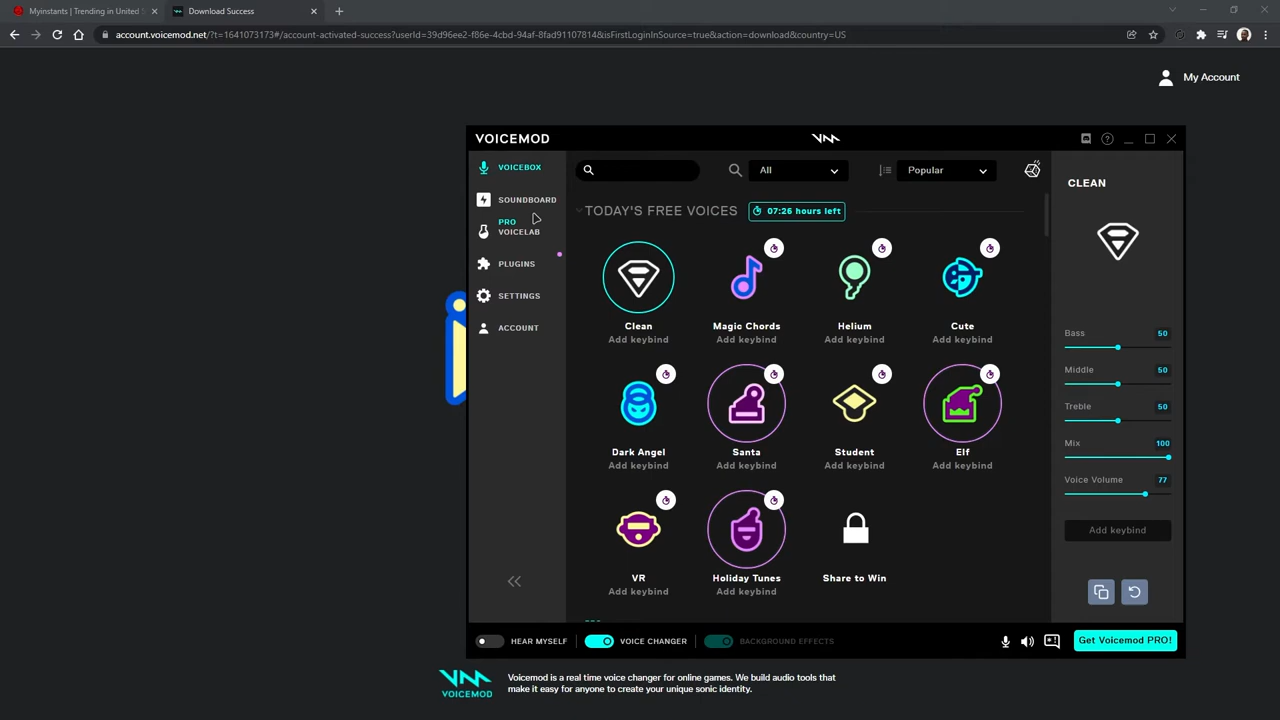 Myinstants | Trending in United S
Download Success
account.voicemod.net/?t=1641073173#/account-activated-success?userId=39d96ee2-f86e-4cbd-94af-8fad91107814&isFirstLoginInSource=true&action=download&country=US
My Account
VOICEMOD
VOICEBOX
SOUNDBOARD
PRO
VOICELAB
PLUGINS
SETTINGS
ACCOUNT
All
Popular
TODAY'S FREE VOICES
07:26 hours left
Clean
Magic Chords
Helium
Cute
Add keybind
Add keybind
Add keybind
Add keybind
Dark Angel
Santa
Student
Elf
Add keybind
Add keybind
Add keybind
Add keybind
VR
Holiday Tunes
Share to Win
Add keybind
Add keybind
CLEAN
Bass 50
Middle 50
Treble 50
Mix 100
Voice Volume 77
Add keybind
HEAR MYSELF
VOICE CHANGER
BACKGROUND EFFECTS
Get Voicemod PRO!
VOICEMOD
Voicemod is a real time voice changer for online games. We build audio tools that
make it easy for anyone to create your unique sonic identity.